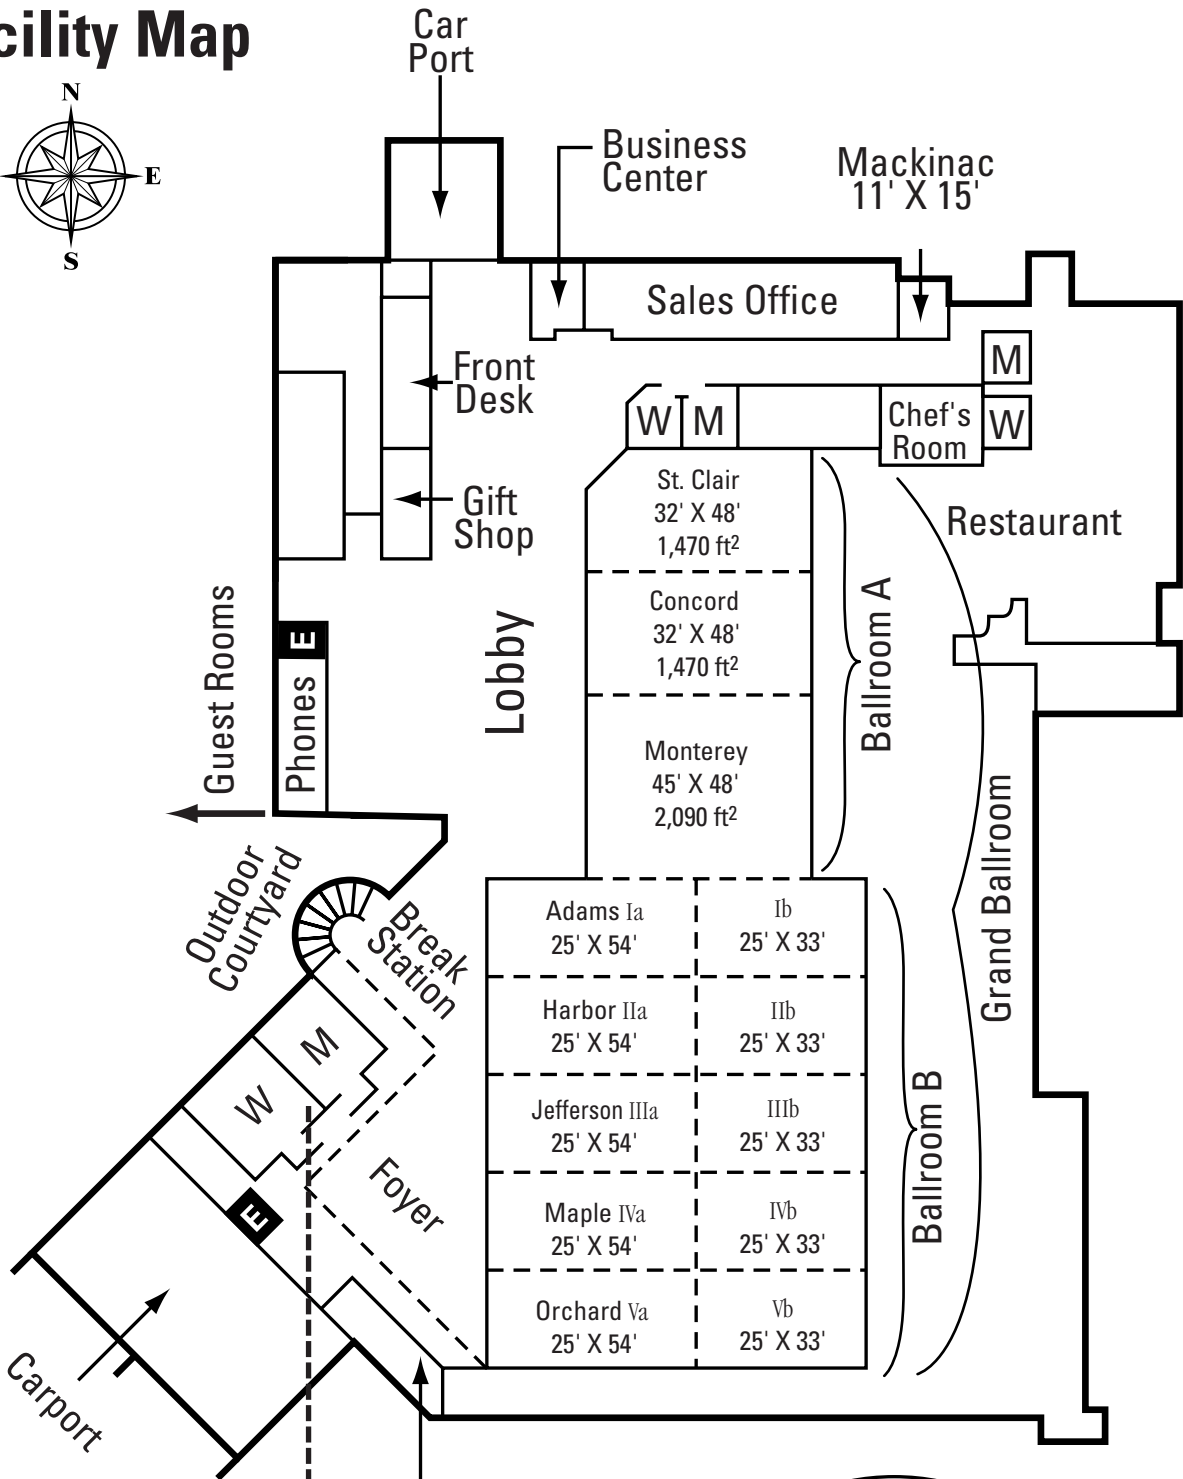 cility Map
N
E
S
Car
Port
Business
Center
Mackinac
11' X 15'
Sales Office
Front
Desk
M
W
M
Chef's
Room
W
Gift
Shop
St. Clair
32' X 48'
1,470 ft²
Restaurant
Concord
32' X 48'
1,470 ft²
Ballroom A
Guest Rooms
E
Phones
Lobby
Monterey
45' X 48'
2,090 ft²
Grand Ballroom
Outdoor
Courtyard
Break
Station
Adams Ia
25' X 54'
Ib
25' X 33'
Harbor IIa
25' X 54'
IIb
25' X 33'
M
W
Jefferson IIIa
25' X 54'
IIIb
25' X 33'
Ballroom B
Foyer
E
Maple IVa
25' X 54'
IVb
25' X 33'
Orchard Va
25' X 54'
Vb
25' X 33'
Carport